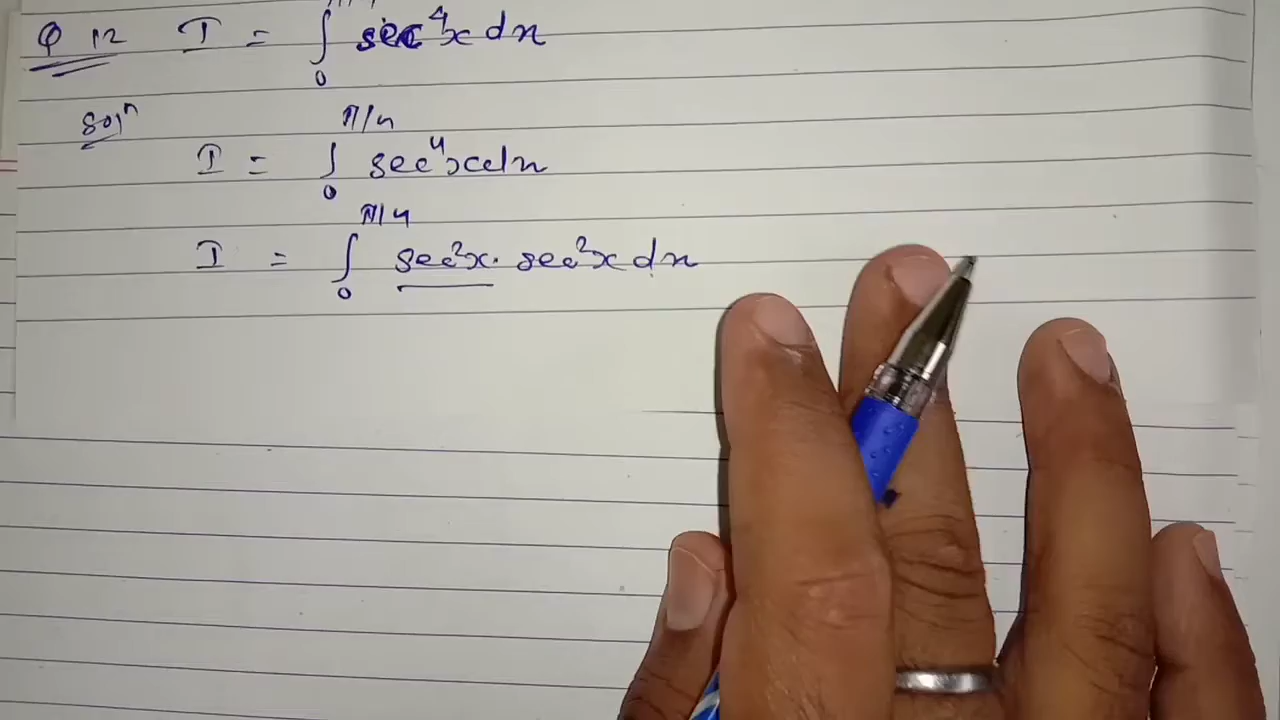 Q 12 I = ∫₀ sec⁴x dx
Solⁿ
I = ∫₀^(π/4) sec⁴x dx
I = ∫₀^(π/4) sec²x. sec²x dx